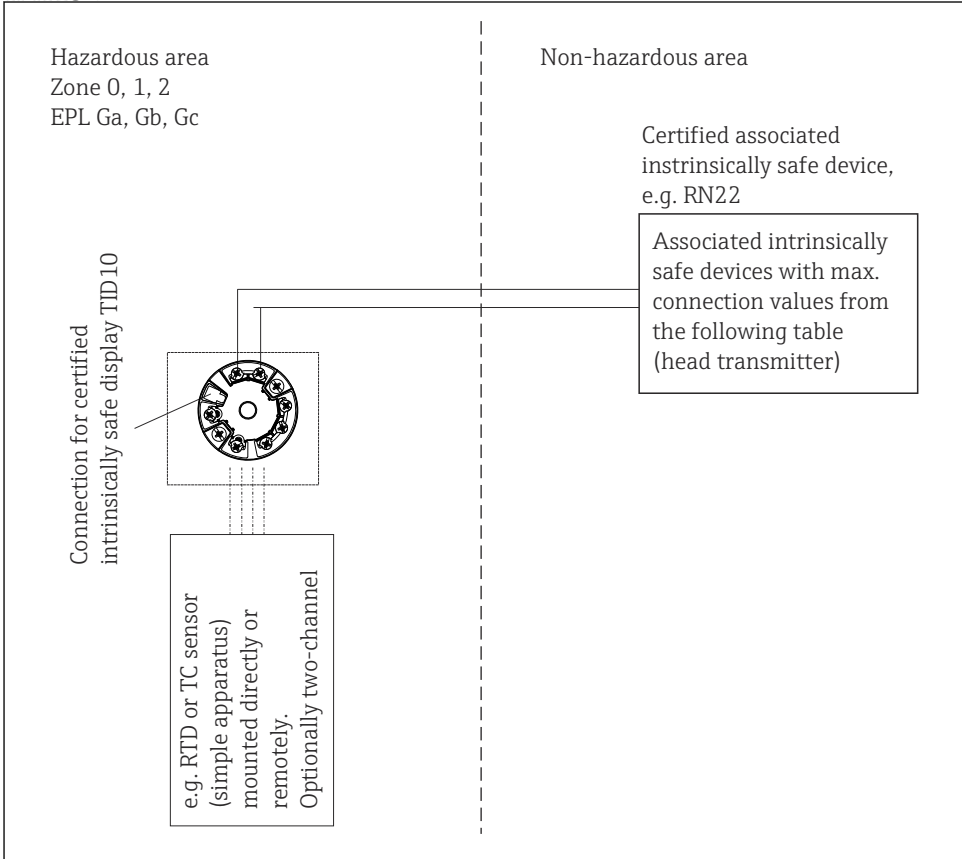 Hazardous area
Zone 0, 1, 2
EPL Ga, Gb, Gc
Non-hazardous area
Certified associated
instrinsically safe device,
e.g. RN22
Associated intrinsically
safe devices with max.
connection values from
the following table
(head transmitter)
Connection for certified
intrinsically safe display TID10
e.g. RTD or TC sensor
(simple apparatus)
mounted directly or
remotely.
Optionally two-channel